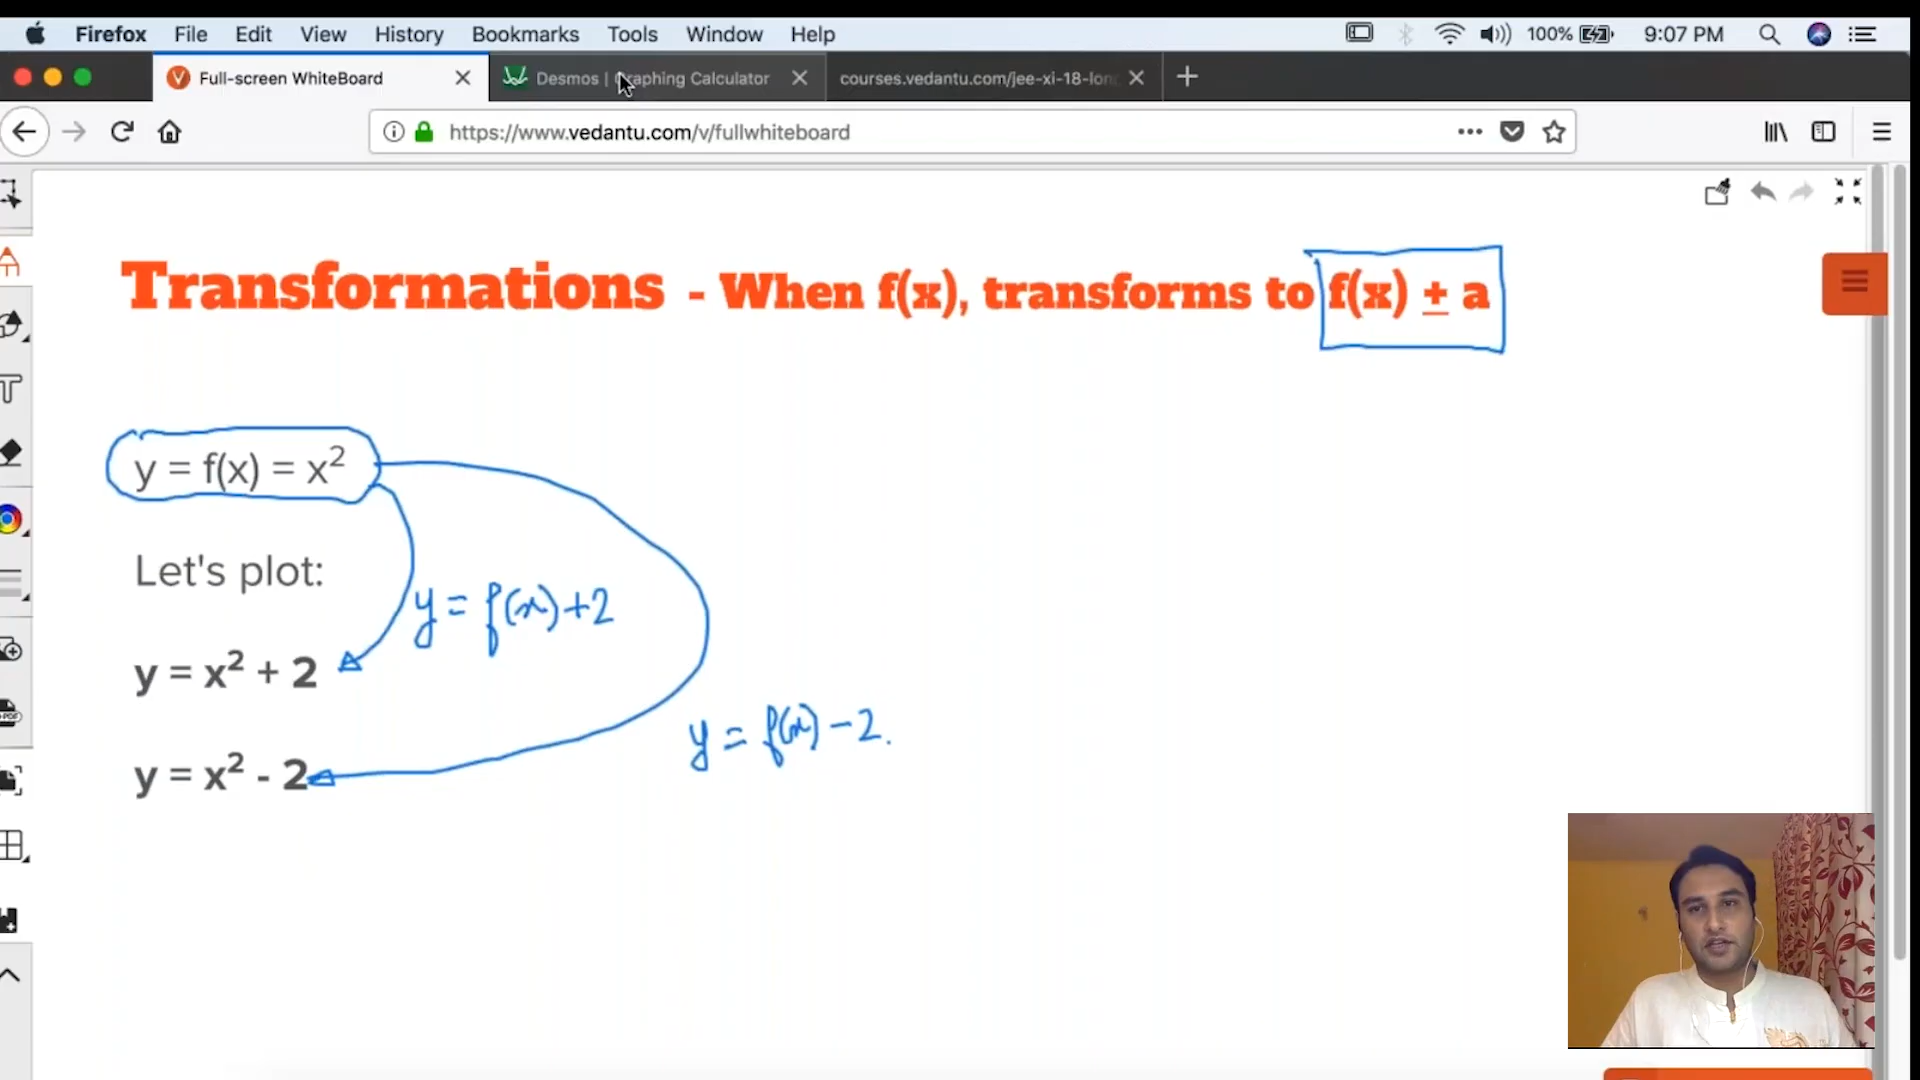 Firefox File Edit View History Bookmarks Tools Window Help 100% 9:07 PM
Full-screen WhiteBoard Desmos | Graphing Calculator courses.vedantu.com/jee-xi-18-lon
https://www.vedantu.com/v/fullwhiteboard
Transformations - When f(x), transforms to f(x) ± a
y = f(x) = x²
Let's plot:
y = f(x) + 2
y = x² + 2
y = f(x) - 2.
y = x² - 2